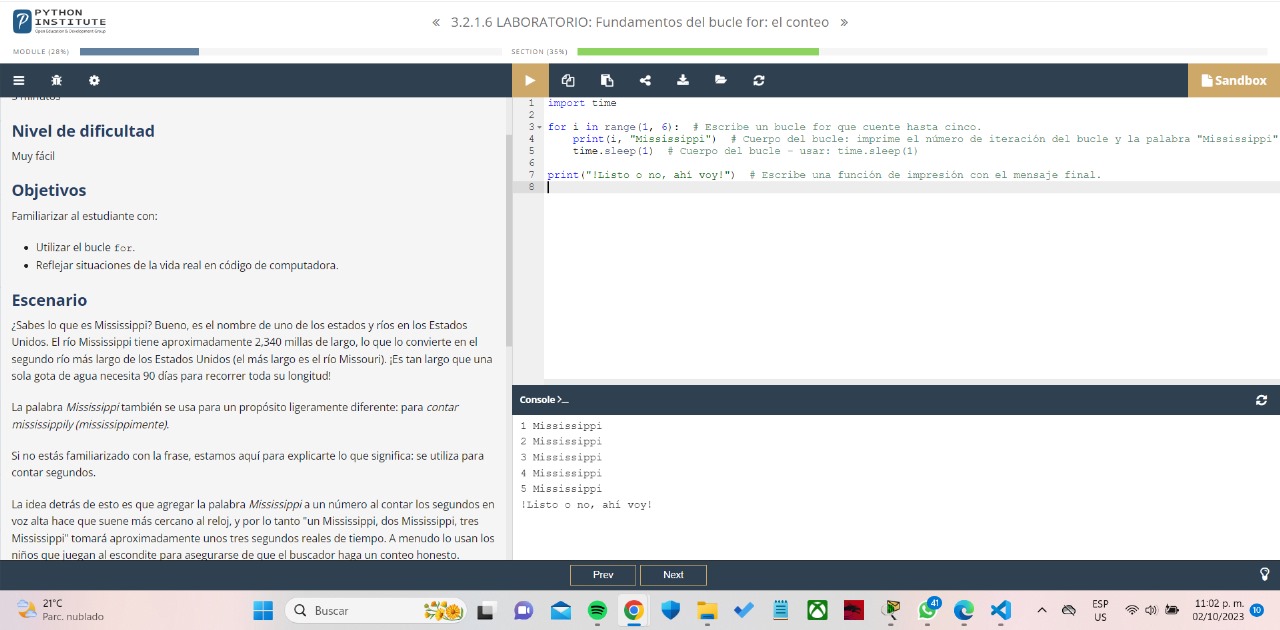 PYTHON
INSTITUTE
Open Education & Development Group
« 3.2.1.6 LABORATORIO: Fundamentos del bucle for: el conteo »
MODULE (28%)
SECTION (35%)
Sandbox
3 minutos
Nivel de dificultad
Muy fácil
Objetivos
Familiarizar al estudiante con:
• Utilizar el bucle for.
• Reflejar situaciones de la vida real en código de computadora.
Escenario
¿Sabes lo que es Mississippi? Bueno, es el nombre de uno de los estados y ríos en los Estados
Unidos. El río Mississippi tiene aproximadamente 2,340 millas de largo, lo que lo convierte en el
segundo río más largo de los Estados Unidos (el más largo es el río Missouri). ¡Es tan largo que una
sola gota de agua necesita 90 días para recorrer toda su longitud!
La palabra Mississippi también se usa para un propósito ligeramente diferente: para contar
mississippily (mississippimente).
Si no estás familiarizado con la frase, estamos aquí para explicarte lo que significa: se utiliza para
contar segundos.
La idea detrás de esto es que agregar la palabra Mississippi a un número al contar los segundos en
voz alta hace que suene más cercano al reloj, y por lo tanto "un Mississippi, dos Mississippi, tres
Mississippi" tomará aproximadamente unos tres segundos reales de tiempo. A menudo lo usan los
niños que juegan al escondite para asegurarse de que el buscador haga un conteo honesto.
1 import time
2
3 for i in range(1, 6):  # Escribe un bucle for que cuente hasta cinco.
4     print(i, "Mississippi")  # Cuerpo del bucle: imprime el número de iteración del bucle y la palabra "Mississippi"
5     time.sleep(1)  # Cuerpo del bucle - usar: time.sleep(1)
6
7 print("!Listo o no, ahí voy!")  # Escribe una función de impresión con el mensaje final.
8
Console >_
1 Mississippi
2 Mississippi
3 Mississippi
4 Mississippi
5 Mississippi
!Listo o no, ahí voy!
Prev
Next
21°C
Parc. nublado
Buscar
41
ESP
US
11:02 p. m.
02/10/2023
10